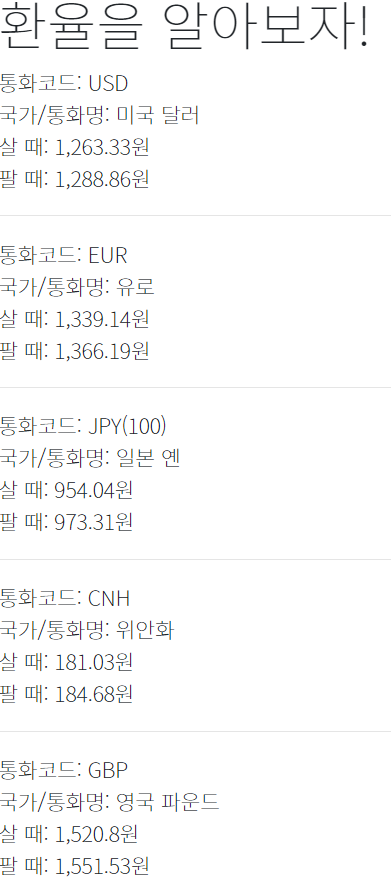 환율을 알아보자!
통화코드: USD
국가/통화명: 미국 달러
살 때: 1,263.33원
팔 때: 1,288.86원
통화코드: EUR
국가/통화명: 유로
살 때: 1,339.14원
팔 때: 1,366.19원
통화코드: JPY(100)
국가/통화명: 일본 옌
살 때: 954.04원
팔 때: 973.31원
통화코드: CNH
국가/통화명: 위안화
살 때: 181.03원
팔 때: 184.68원
통화코드: GBP
국가/통화명: 영국 파운드
살 때: 1,520.8원
팔 때: 1,551.53원